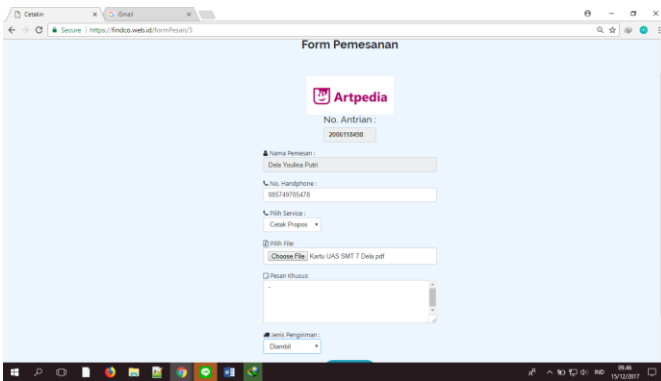 Cetakin
Gmail
Secure | https://findco.web.id/formPesan/3
Form Pemesanan
Artpedia
No. Antrian :
2006118498
Nama Pemesan :
Dela Youlina Putri
No. Handphone :
085749705478
Pilih Service :
Cetak Propos
Pilih File:
Choose File Kartu UAS SMT 7 Dela.pdf
Pesan Khusus:
-
Jenis Pengiriman :
Diambil
IND
09.46
15/12/2017